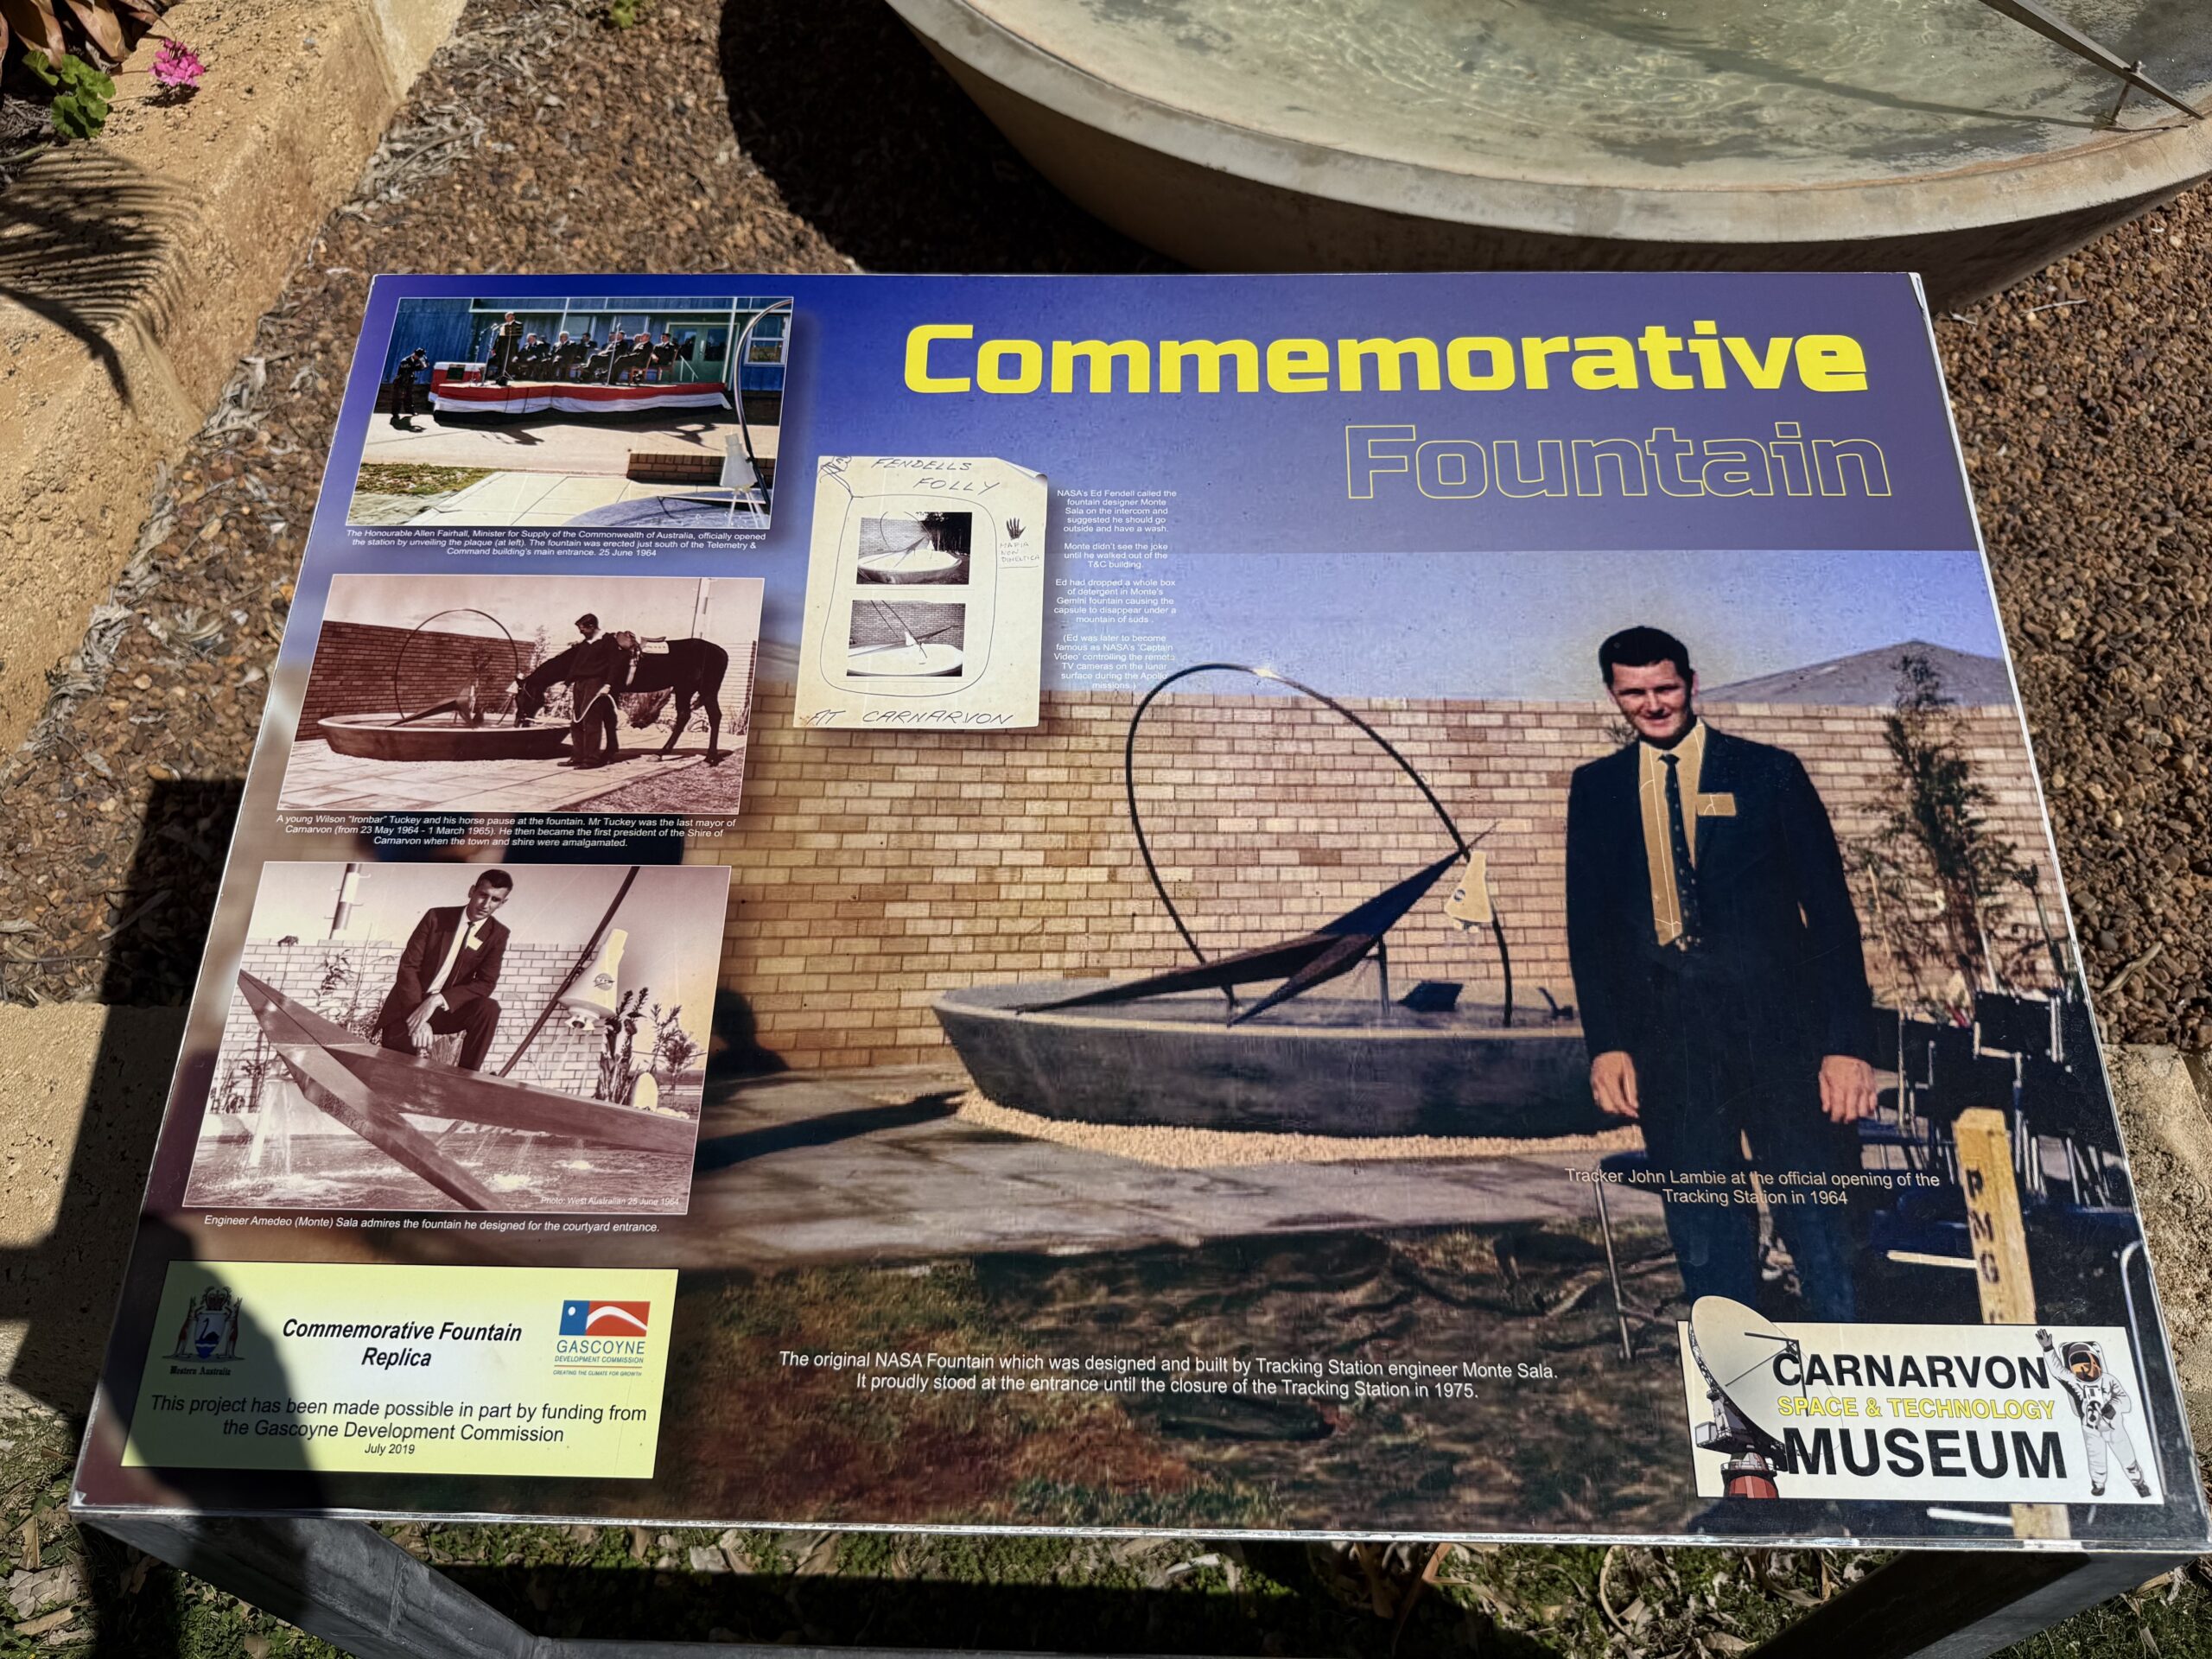 Commemorative
Fountain
The Honourable Allen Fairhall, Minister for Supply of the Commonwealth of Australia, officially opened
the station by unveiling the plaque (at left). The fountain was erected just south of the Telemetry &
Command building's main entrance. 25 June 1964
FENDELLS
FOLLY
MAFIA
NON
AT CARNARVON
NASA's Ed Fendell called the
fountain designer Monte
Sala on the intercom and
suggested he should go
outside and have a wash.
Monte didn't see the joke
until he walked out of the
T&C building.
Ed had dropped a whole box
of detergent in Monte's
Gemini fountain causing the
capsule to disappear under a
mountain of suds .
(Ed was later to become
famous as NASA's 'Captain
Video' controlling the remote
TV cameras on the lunar
surface during the Apollo
missions.)
A young Wilson "Ironbar" Tuckey and his horse pause at the fountain. Mr Tuckey was the last mayor of
Carnarvon (from 23 May 1964 - 1 March 1965). He then became the first president of the Shire of
Carnarvon when the town and shire were amalgamated.
Photo: West Australian 25 June 1964
Engineer Amedeo (Monte) Sala admires the fountain he designed for the courtyard entrance.
Tracker John Lambie at the official opening of the
Tracking Station in 1964
PMG
Western Australia
Commemorative Fountain
Replica
GASCOYNE
DEVELOPMENT COMMISSION
CREATING THE CLIMATE FOR GROWTH
This project has been made possible in part by funding from
the Gascoyne Development Commission
July 2019
The original NASA Fountain which was designed and built by Tracking Station engineer Monte Sala.
It proudly stood at the entrance until the closure of the Tracking Station in 1975.
CARNARVON
SPACE & TECHNOLOGY
MUSEUM